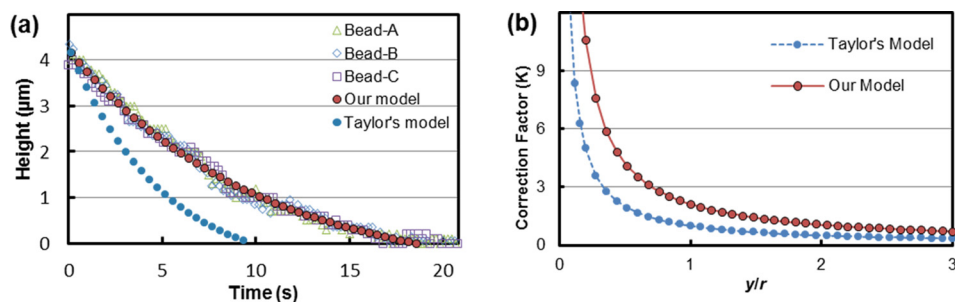 (a)
Bead-A
Bead-B
Bead-C
Our model
Taylor's model
Height (μm)
4
3
2
1
0
0
5
10
15
20
Time (s)
(b)
Taylor's Model
Our Model
Correction Factor (K)
9
6
3
0
0
1
2
3
y/r